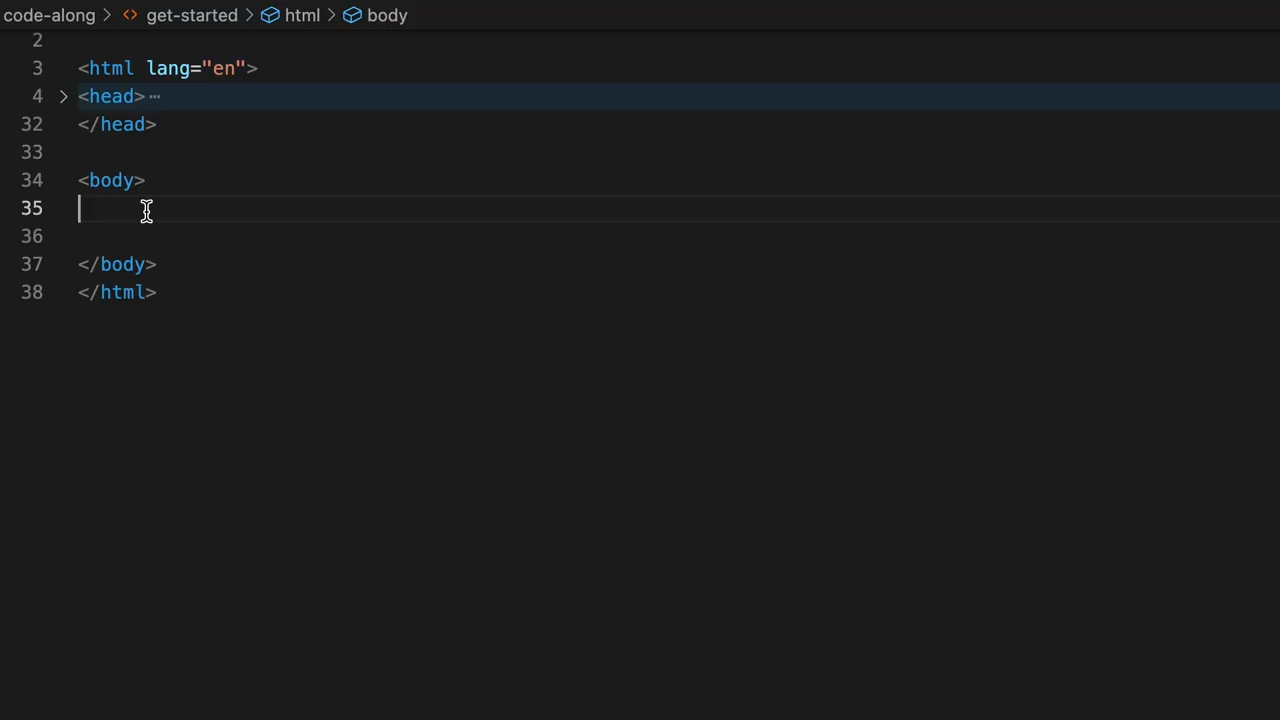 code-along > <> get-started > html > body
2
3 <html lang="en">
4 > <head>⋯
32 </head>
33
34 <body>
35
36
37 </body>
38 </html>